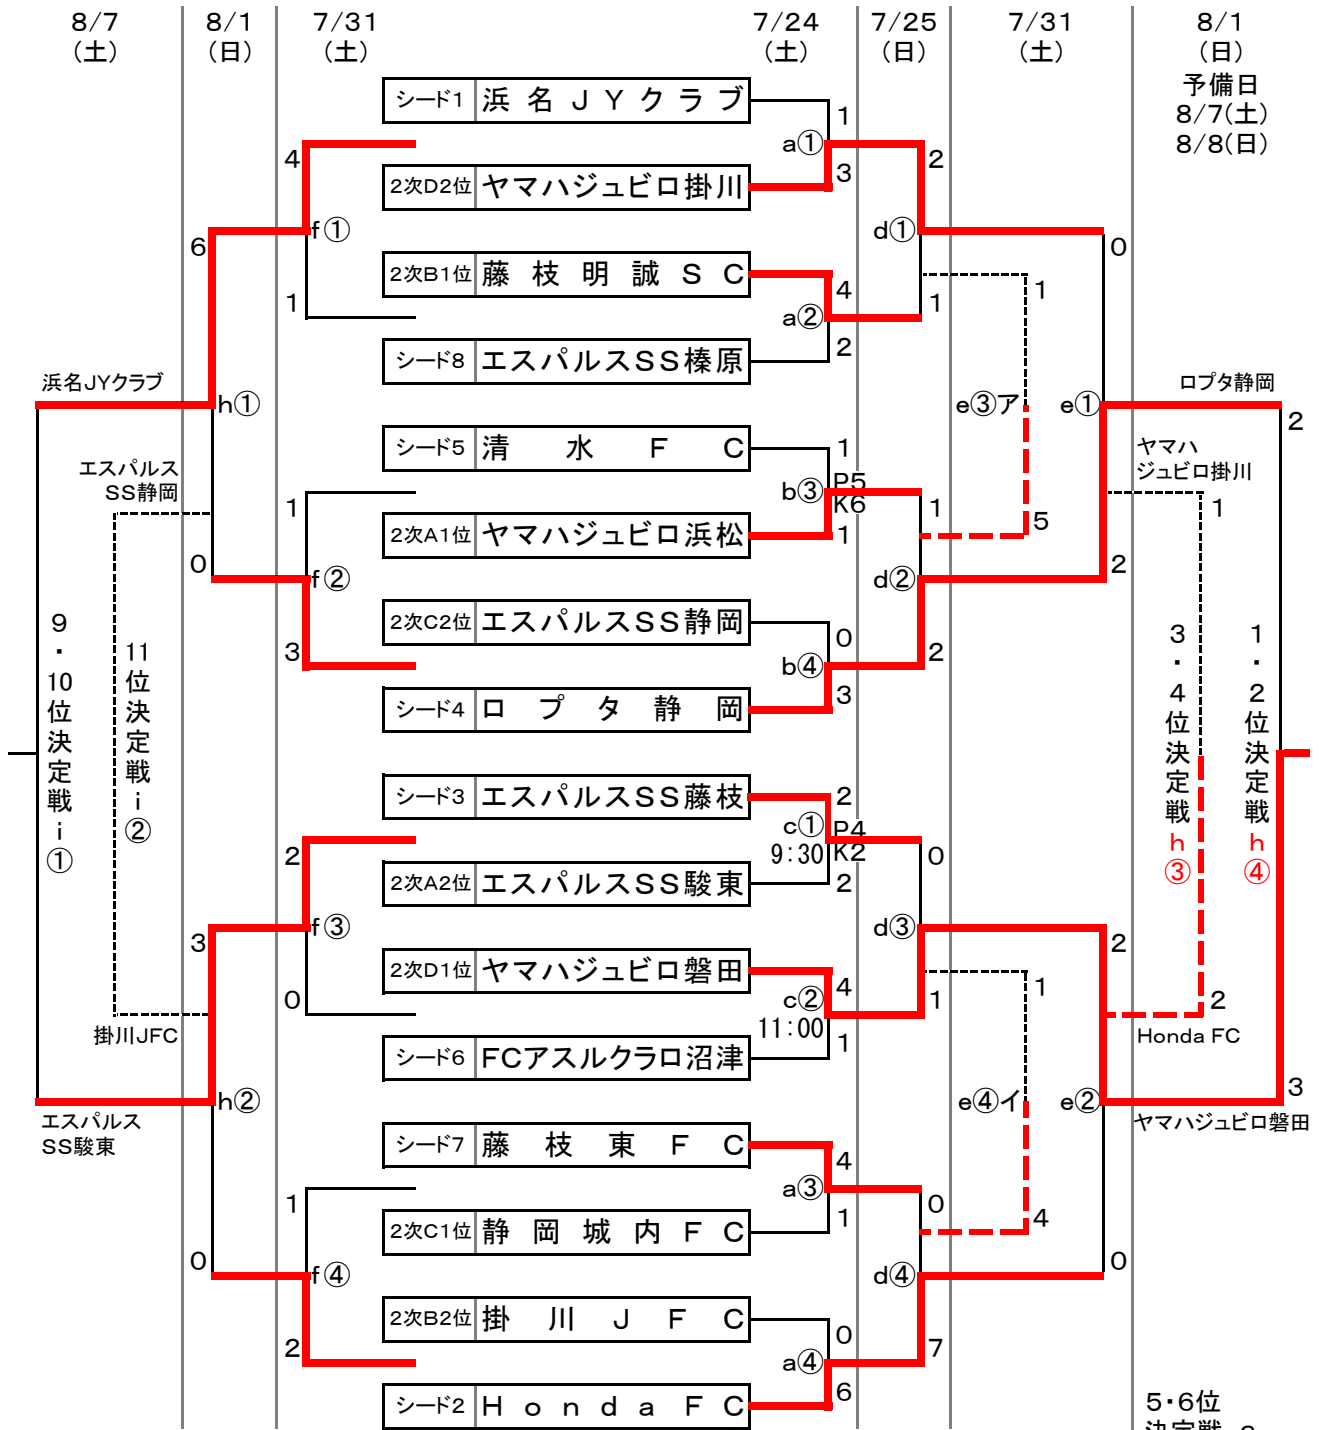 8/7
(土)
8/1
(日)
7/31
(土)
7/24
(土)
7/25
(日)
7/31
(土)
8/1
(日)
予備日
8/7(土)
8/8(日)
シード1 浜名JYクラブ
1
a①
3
2次D2位 ヤマハジュビロ掛川
2次B1位 藤枝明誠SC
4
a②
2
シード8 エスパルスSS榛原
シード5 清水FC
1
b③
P5
K6
1
2次A1位 ヤマハジュビロ浜松
2次C2位 エスパルスSS静岡
0
b④
3
シード4 ロプタ静岡
シード3 エスパルスSS藤枝
2
c①
9:30
P4
K2
2
2次A2位 エスパルスSS駿東
2次D1位 ヤマハジュビロ磐田
4
c②
11:00
1
シード6 FCアスルクラロ沼津
シード7 藤枝東FC
4
a③
1
2次C1位 静岡城内FC
2次B2位 掛川JFC
0
a④
6
シード2 Honda FC
4
f①
1
1
f②
3
2
f③
0
1
f④
2
6
h①
0
3
h②
0
浜名JYクラブ
エスパルス
SS静岡
9・10位決定戦i①
11位決定戦i②
掛川JFC
エスパルス
SS駿東
2
d①
1
1
d②
2
0
d③
1
0
d④
7
1
e③ア
5
1
e④イ
4
0
e①
2
2
e②
0
ロプタ静岡
2
ヤマハ
ジュビロ掛川
1
3・4位決定戦h③
1・2位決定戦h④
2
Honda FC
3
ヤマハジュビロ磐田
5・6位